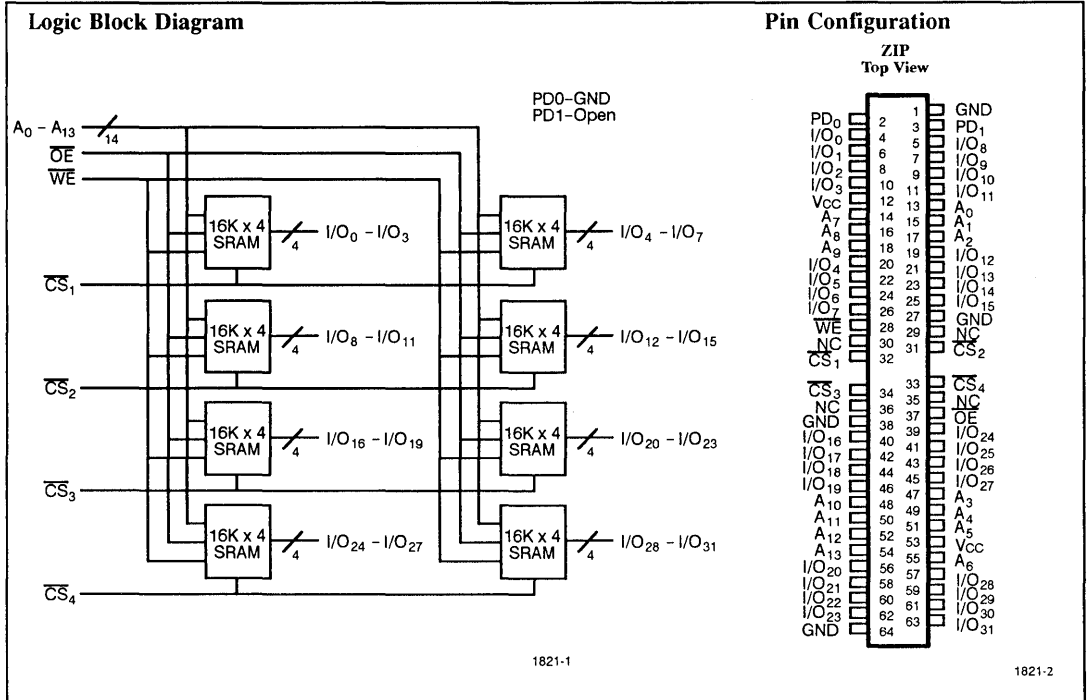 Logic Block Diagram
PD0-GND
PD1-Open
A0 – A13
14
OE
WE
16K x 4
SRAM
4
I/O0 – I/O3
16K x 4
SRAM
4
I/O4 – I/O7
CS1
16K x 4
SRAM
4
I/O8 – I/O11
16K x 4
SRAM
4
I/O12 – I/O15
CS2
16K x 4
SRAM
4
I/O16 – I/O19
16K x 4
SRAM
4
I/O20 – I/O23
CS3
16K x 4
SRAM
4
I/O24 – I/O27
16K x 4
SRAM
4
I/O28 – I/O31
CS4
1821-1
Pin Configuration
ZIP
Top View
1 GND
PD0 2
3 PD1
I/O0 4
5 I/O8
I/O1 6
7 I/O9
I/O2 8
9 I/O10
I/O3 10
11 I/O11
VCC 12
13 A0
A7 14
15 A1
A8 16
17 A2
A9 18
19 I/O12
I/O4 20
21 I/O13
I/O5 22
23 I/O14
I/O6 24
25 I/O15
I/O7 26
27 GND
WE 28
29 NC
NC 30
31 CS2
CS1 32
33 CS4
CS3 34
35 NC
NC 36
37 OE
GND 38
39 I/O24
I/O16 40
41 I/O25
I/O17 42
43 I/O26
I/O18 44
45 I/O27
I/O19 46
47 A3
A10 48
49 A4
A11 50
51 A5
A12 52
53 VCC
A13 54
55 A6
I/O20 56
57 I/O28
I/O21 58
59 I/O29
I/O22 60
61 I/O30
I/O23 62
63 I/O31
GND 64
1821-2